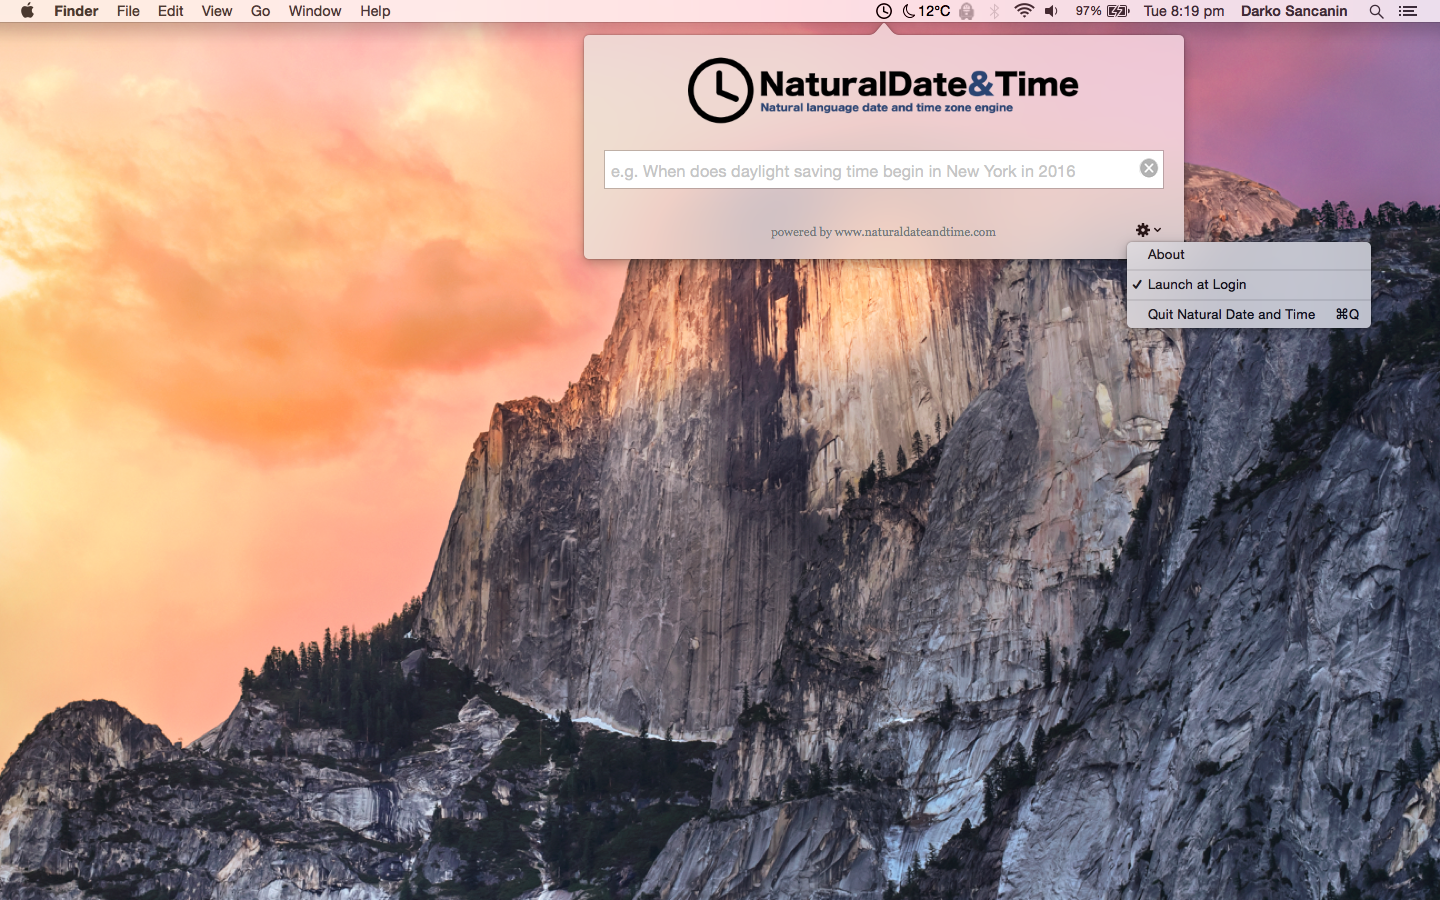 Finder File Edit View Go Window Help 12°C 97% Tue 8:19 pm Darko Sancanin
NaturalDate&Time
Natural language date and time zone engine
e.g. When does daylight saving time begin in New York in 2016
powered by www.naturaldateandtime.com
About
✓ Launch at Login
Quit Natural Date and Time ⌘Q